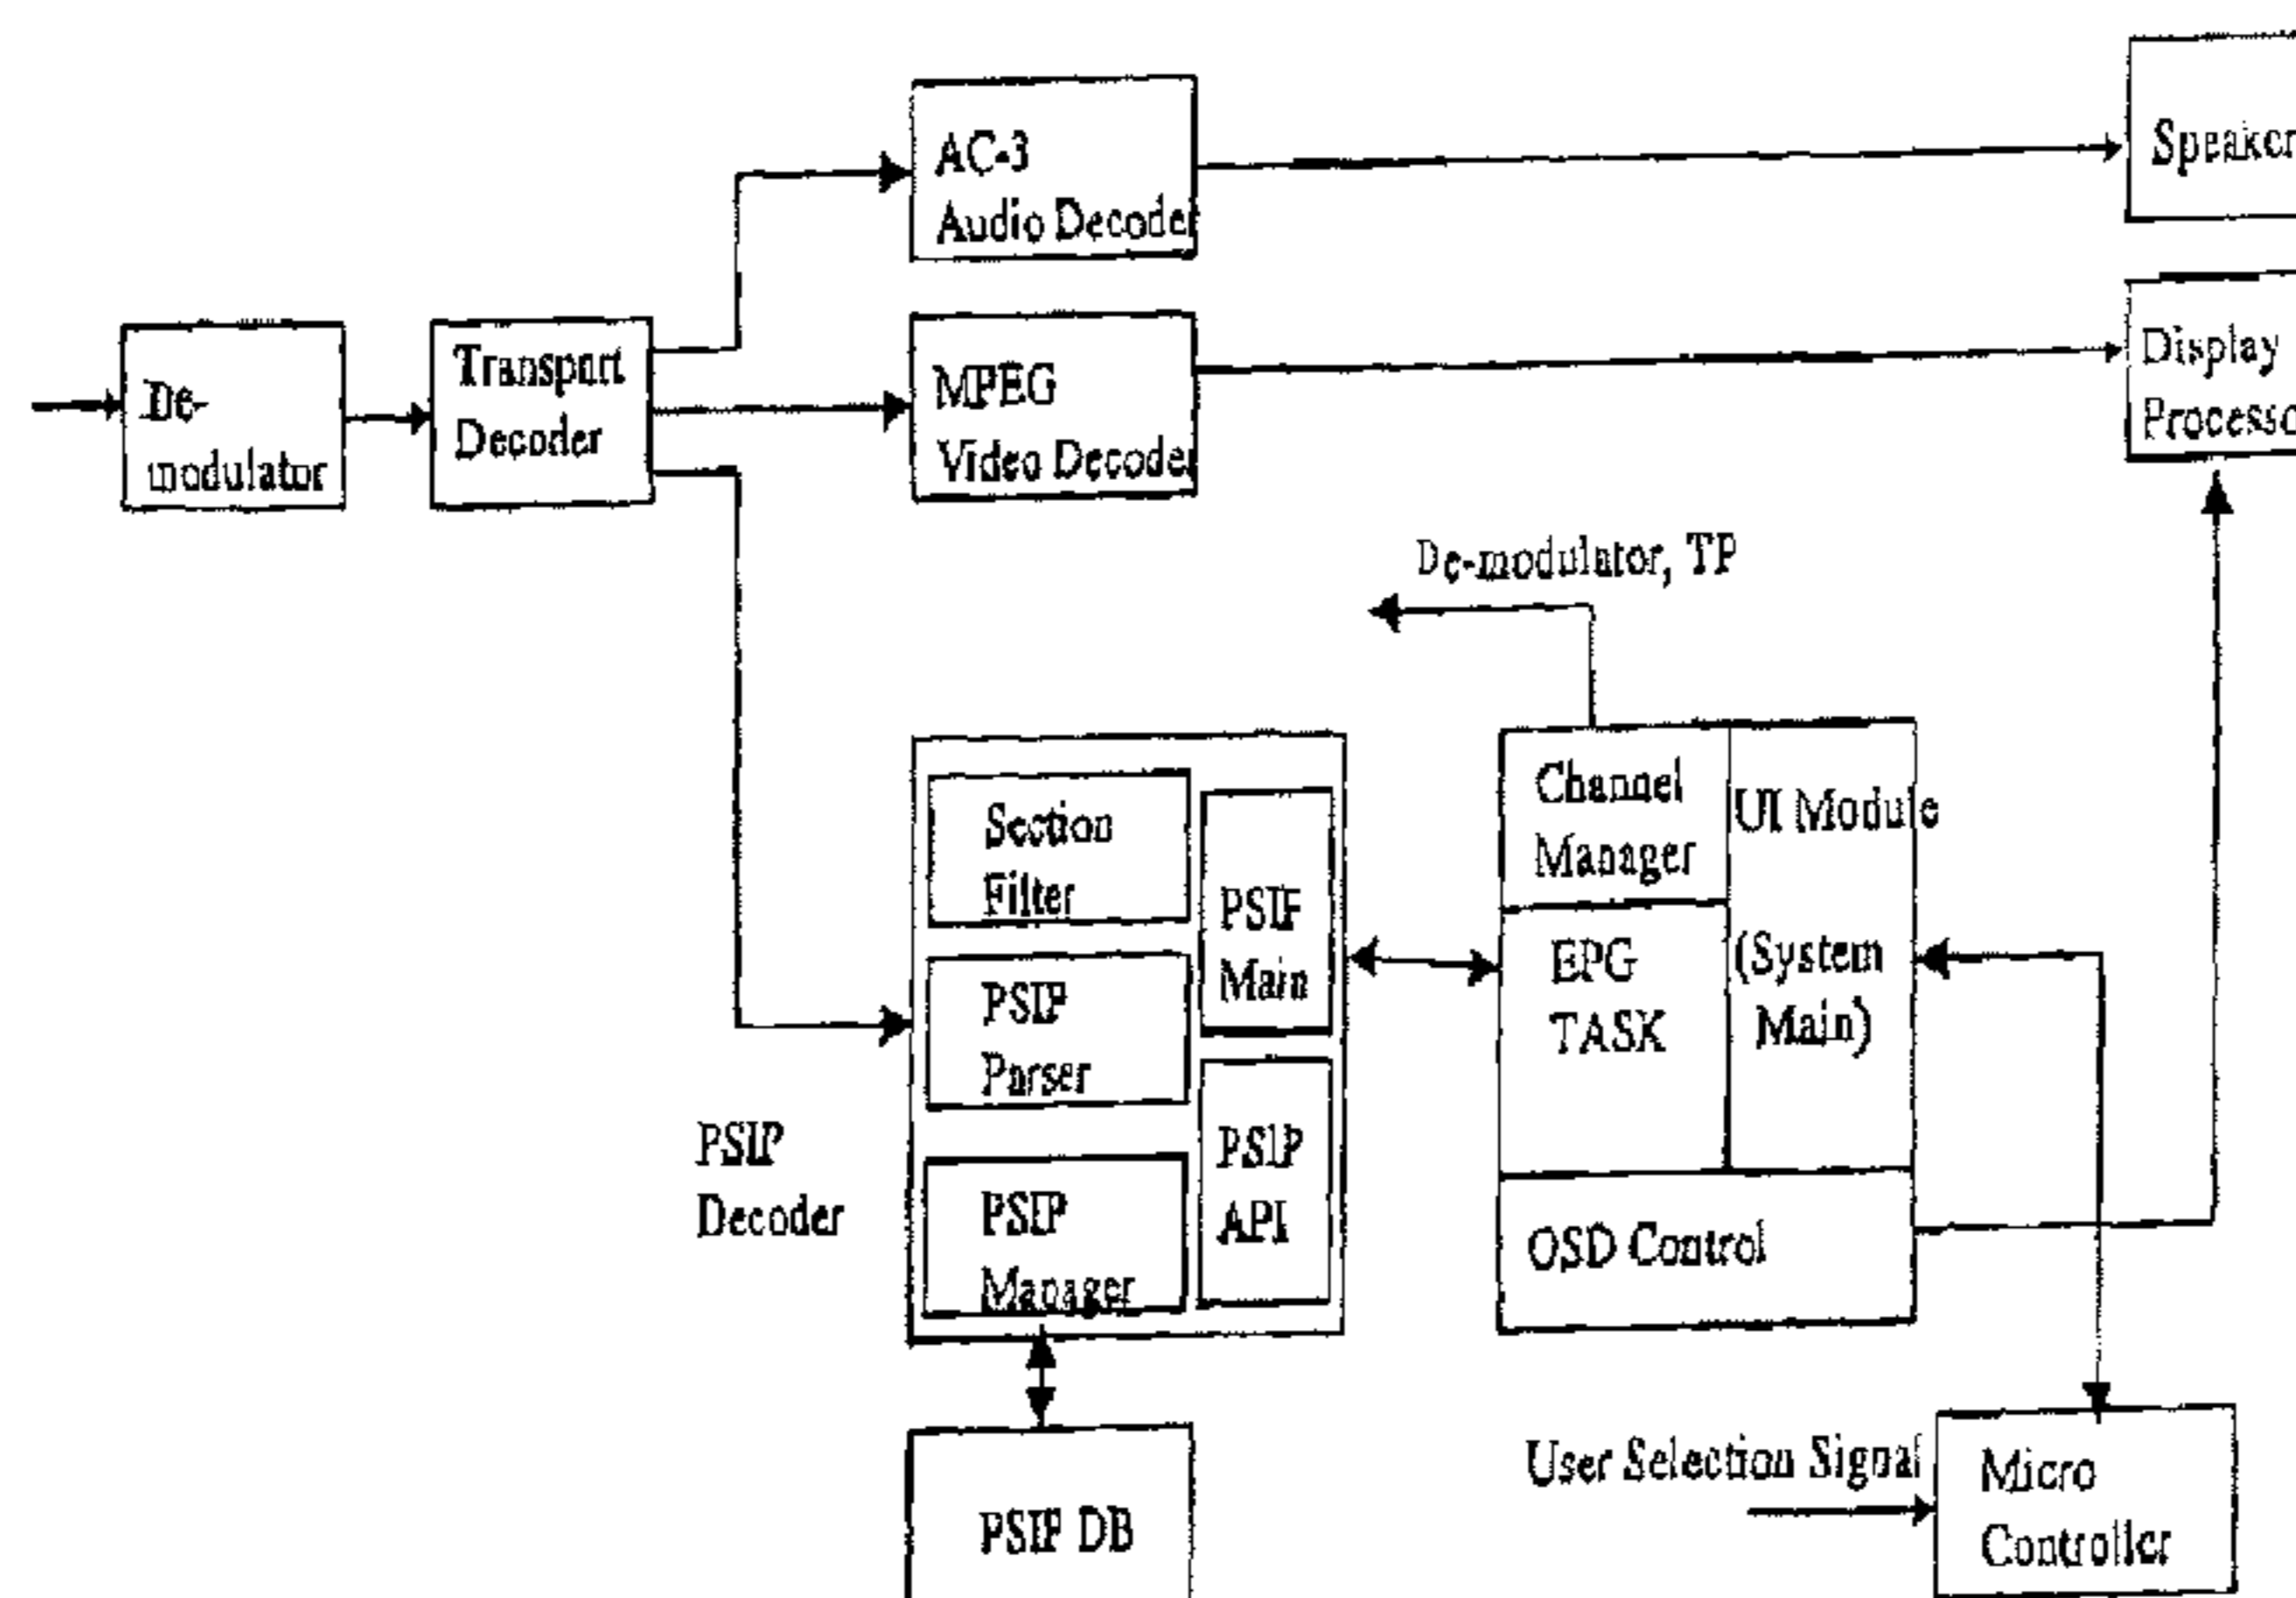 AC-3
Audio Decoder
Speaker
De-
modulator
Transport
Decoder
MPEG
Video Decoder
Display
Processo
De-modulator, TP
Section
Filter
PSIP
Main
PSIP
Parser
PSIP
API
PSIP
Manager
PSIP
Decoder
Channel
Manager
UI Module
(System
Main)
EPG
TASK
OSD Control
PSIP DB
User Selection Signal
Micro
Controller